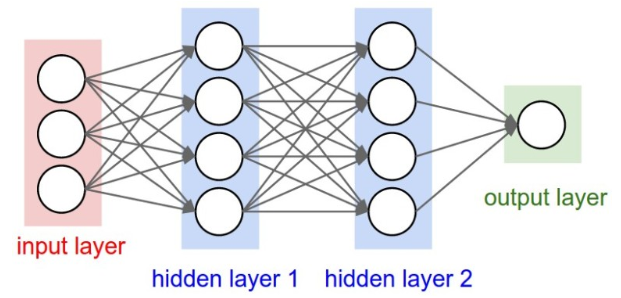 output layer
input layer
hidden layer 1
hidden layer 2